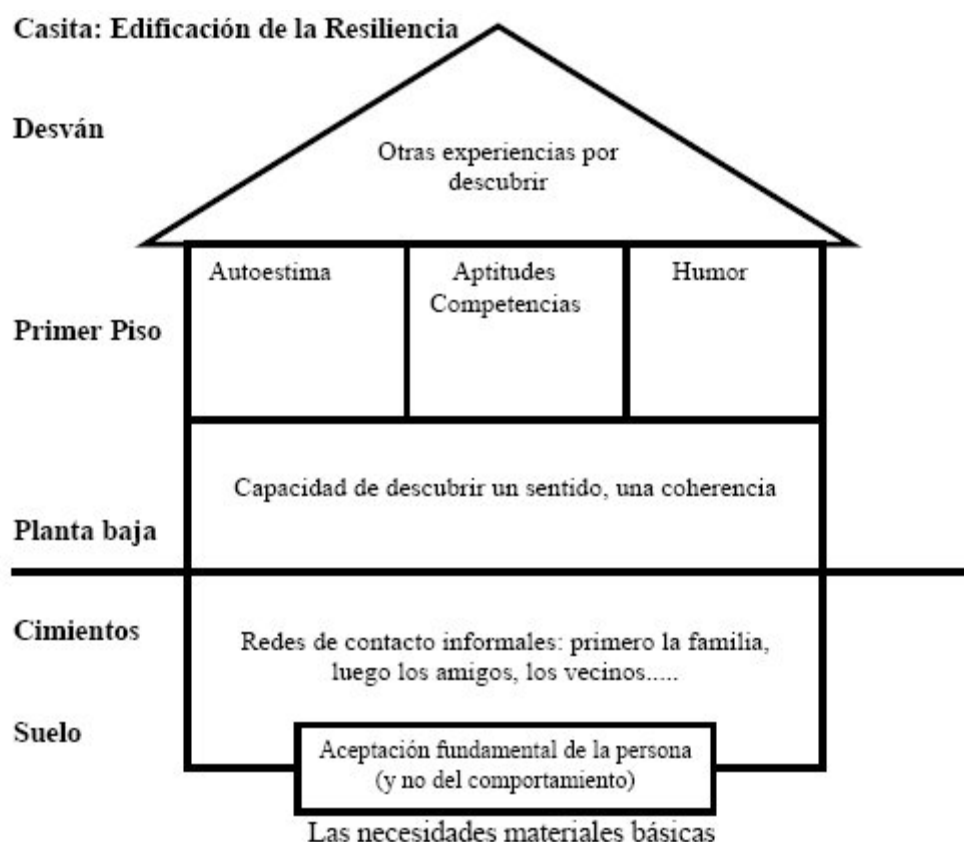 Casita: Edificación de la Resiliencia
Desván
Otras experiencias por
descubrir
Autoestima
Aptitudes
Competencias
Humor
Primer Piso
Capacidad de descubrir un sentido, una coherencia
Planta baja
Cimientos
Redes de contacto informales: primero la familia,
luego los amigos, los vecinos.....
Suelo
Aceptación fundamental de la persona
(y no del comportamiento)
Las necesidades materiales básicas